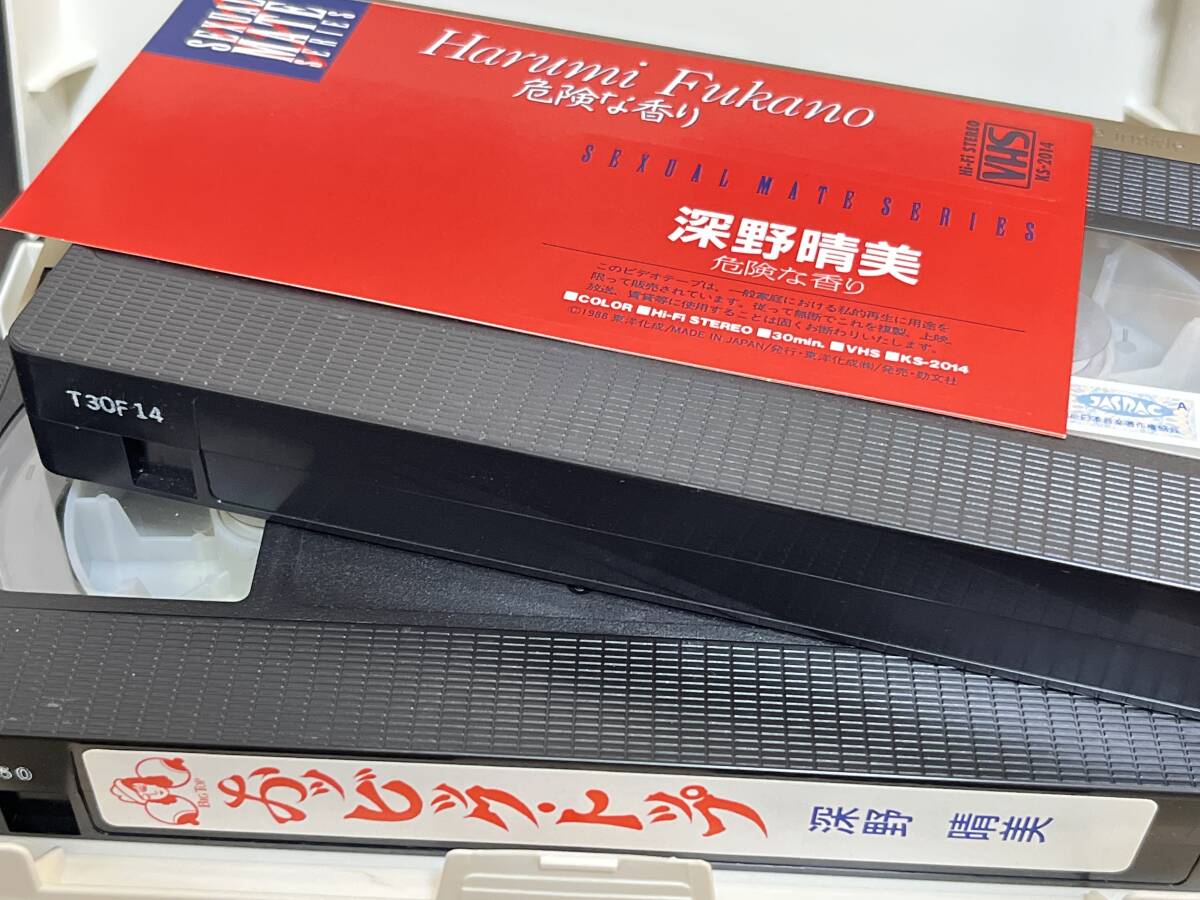 SEXUAL
MATE
SERIES
Harumi Fukano
危険な香り
Hi-Fi STEREO
VHS
KS-2014
SEXUAL MATE SERIES
深野晴美
危険な香り
このビデオテープは、一般家庭における私的再生に用途を
限って販売されています。従って無断でこれを複製、上映、
放送、賃貸等に使用することは固くお断わりいたします。
■COLOR ■Hi-Fi STEREO ■30min. ■VHS ■KS-2014
©1988 東洋化成/MADE IN JAPAN/発行・東洋化成㈱/発売・勁文社
JASRAC
A
T30F14
BIG TOP
おッビック・トップ
深野 晴美